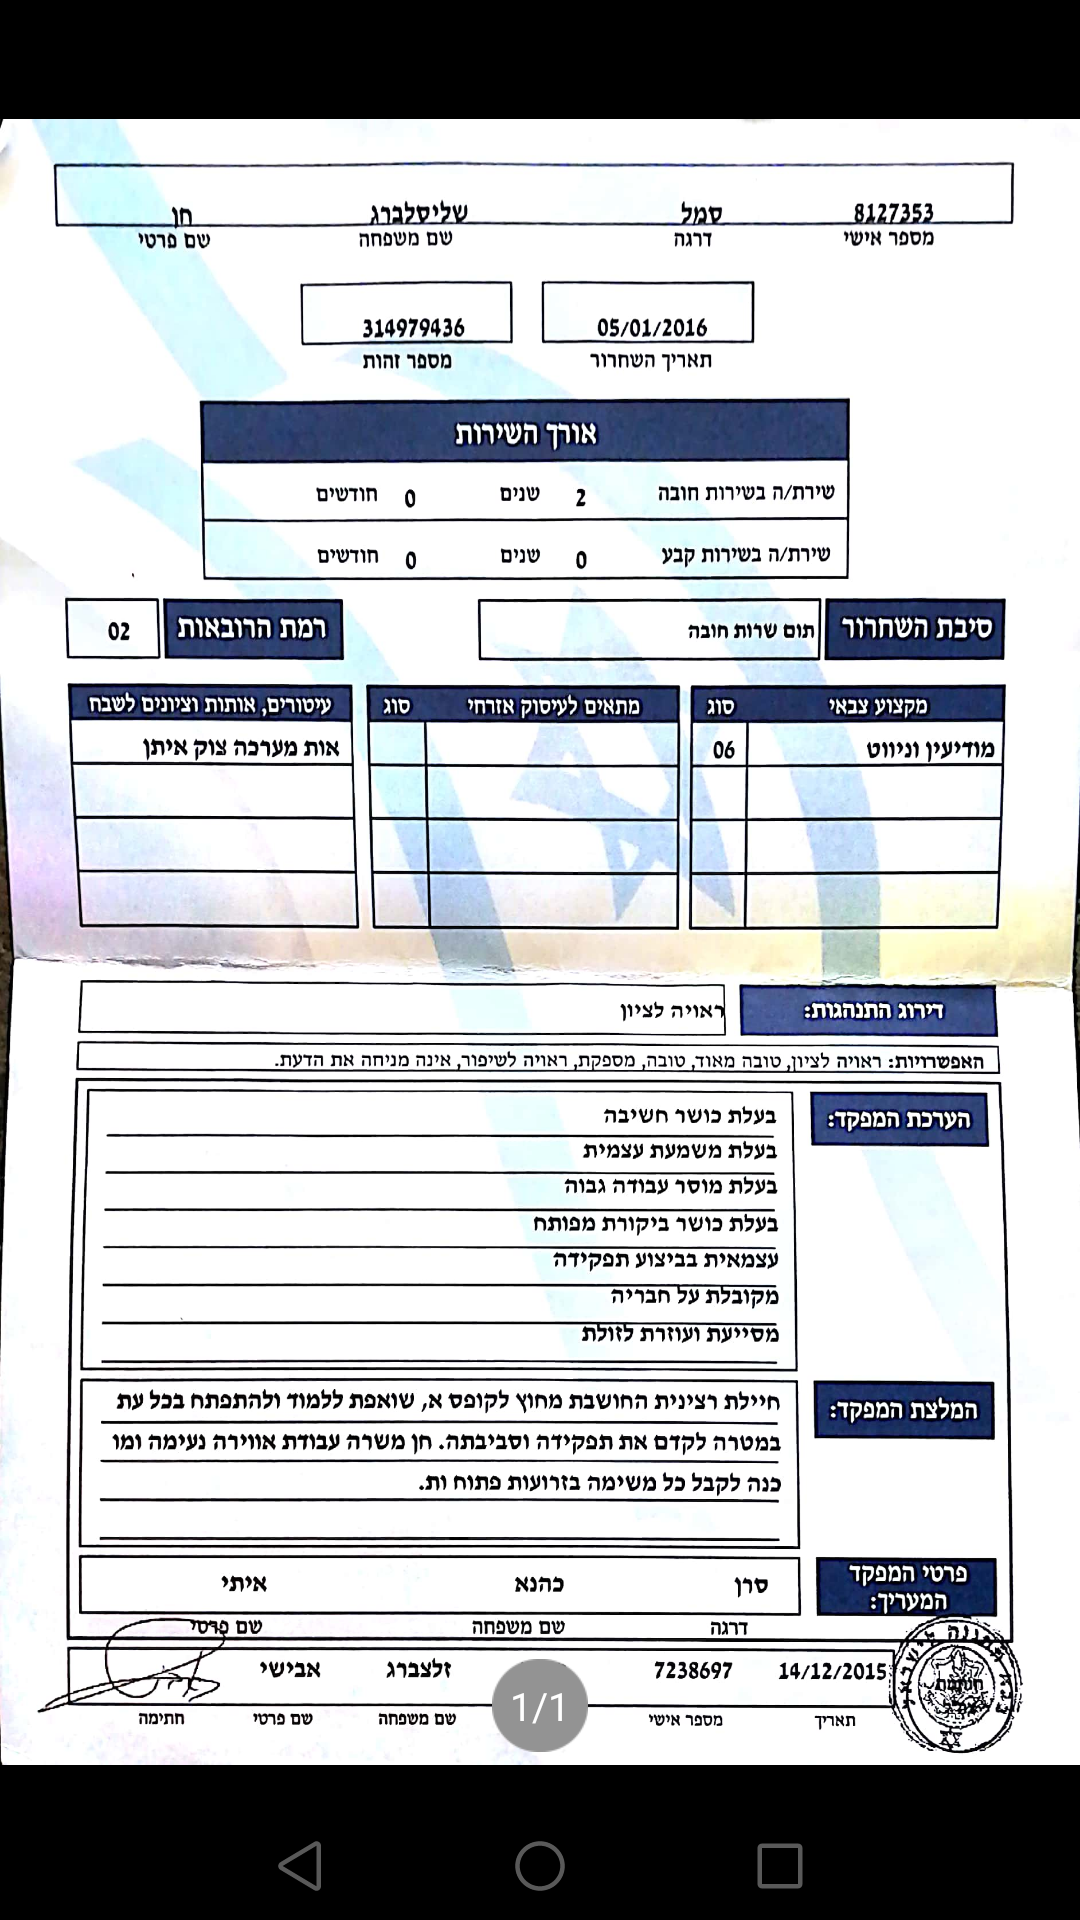 8127353 סמל שליסלברג חן
מספר אישי דרגה שם משפחה שם פרטי
05/01/2016 314979436
תאריך השחרור מספר זהות
אורך השירות
שירת/ה בשירות חובה 2 שנים 0 חודשים
שירת/ה בשירות קבע 0 שנים 0 חודשים
סיבת השחרור תום שרות חובה רמת הרובאות 02
מקצוע צבאי סוג מתאים לעיסוק אזרחי סוג עיטורים, אותות וציונים לשבח
מודיעין וניווט 06 אות מערכה צוק איתן
דירוג התנהגות: ראויה לציון
האפשרויות: ראויה לציון, טובה מאוד, טובה, מספקת, ראויה לשיפור, אינה מניחה את הדעת.
הערכת המפקד: בעלת כושר חשיבה
בעלת משמעת עצמית
בעלת מוסר עבודה גבוה
בעלת כושר ביקורת מפותח
עצמאית בביצוע תפקידה
מקובלת על חבריה
מסייעת ועוזרת לזולת
המלצת המפקד: חיילת רצינית החושבת מחוץ לקופס א, שואפת ללמוד ולהתפתח בכל עת
במטרה לקדם את תפקידה וסביבתה. חן משרה עבודת אווירה נעימה ומו
כנה לקבל כל משימה בזרועות פתוח ות.
פרטי המפקד
המעריך:
סרן כהנא איתי
דרגה שם משפחה שם פרטי
14/12/2015 7238697 זלצברג אבישי
תאריך מספר אישי שם משפחה שם פרטי חתימה
1/1